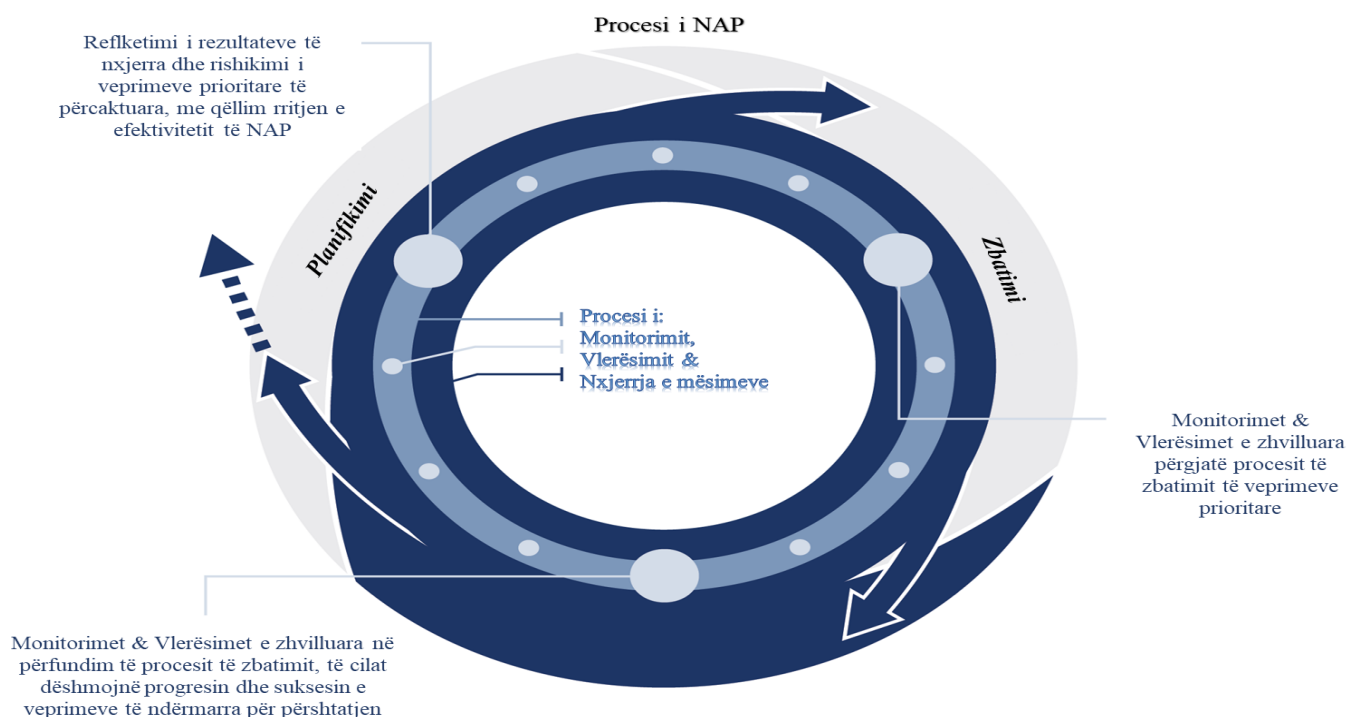 Procesi i NAP
Reflketimi i rezultateve të
nxjerra dhe rishikimi i
veprimeve prioritare të
përcaktuara, me qëllim rritjen e
efektivitetit të NAP
Planifikimi
Zbatimi
Procesi i:
Monitorimit,
Vlerësimit &
Nxjerrja e mësimeve
Monitorimet &
Vlerësimet e zhvilluara
përgjatë procesit të
zbatimit të veprimeve
prioritare
Monitorimet & Vlerësimet e zhvilluara në
përfundim të procesit të zbatimit, të cilat
dëshmojnë progresin dhe suksesin e
veprimeve të ndërmarra për përshtatjen